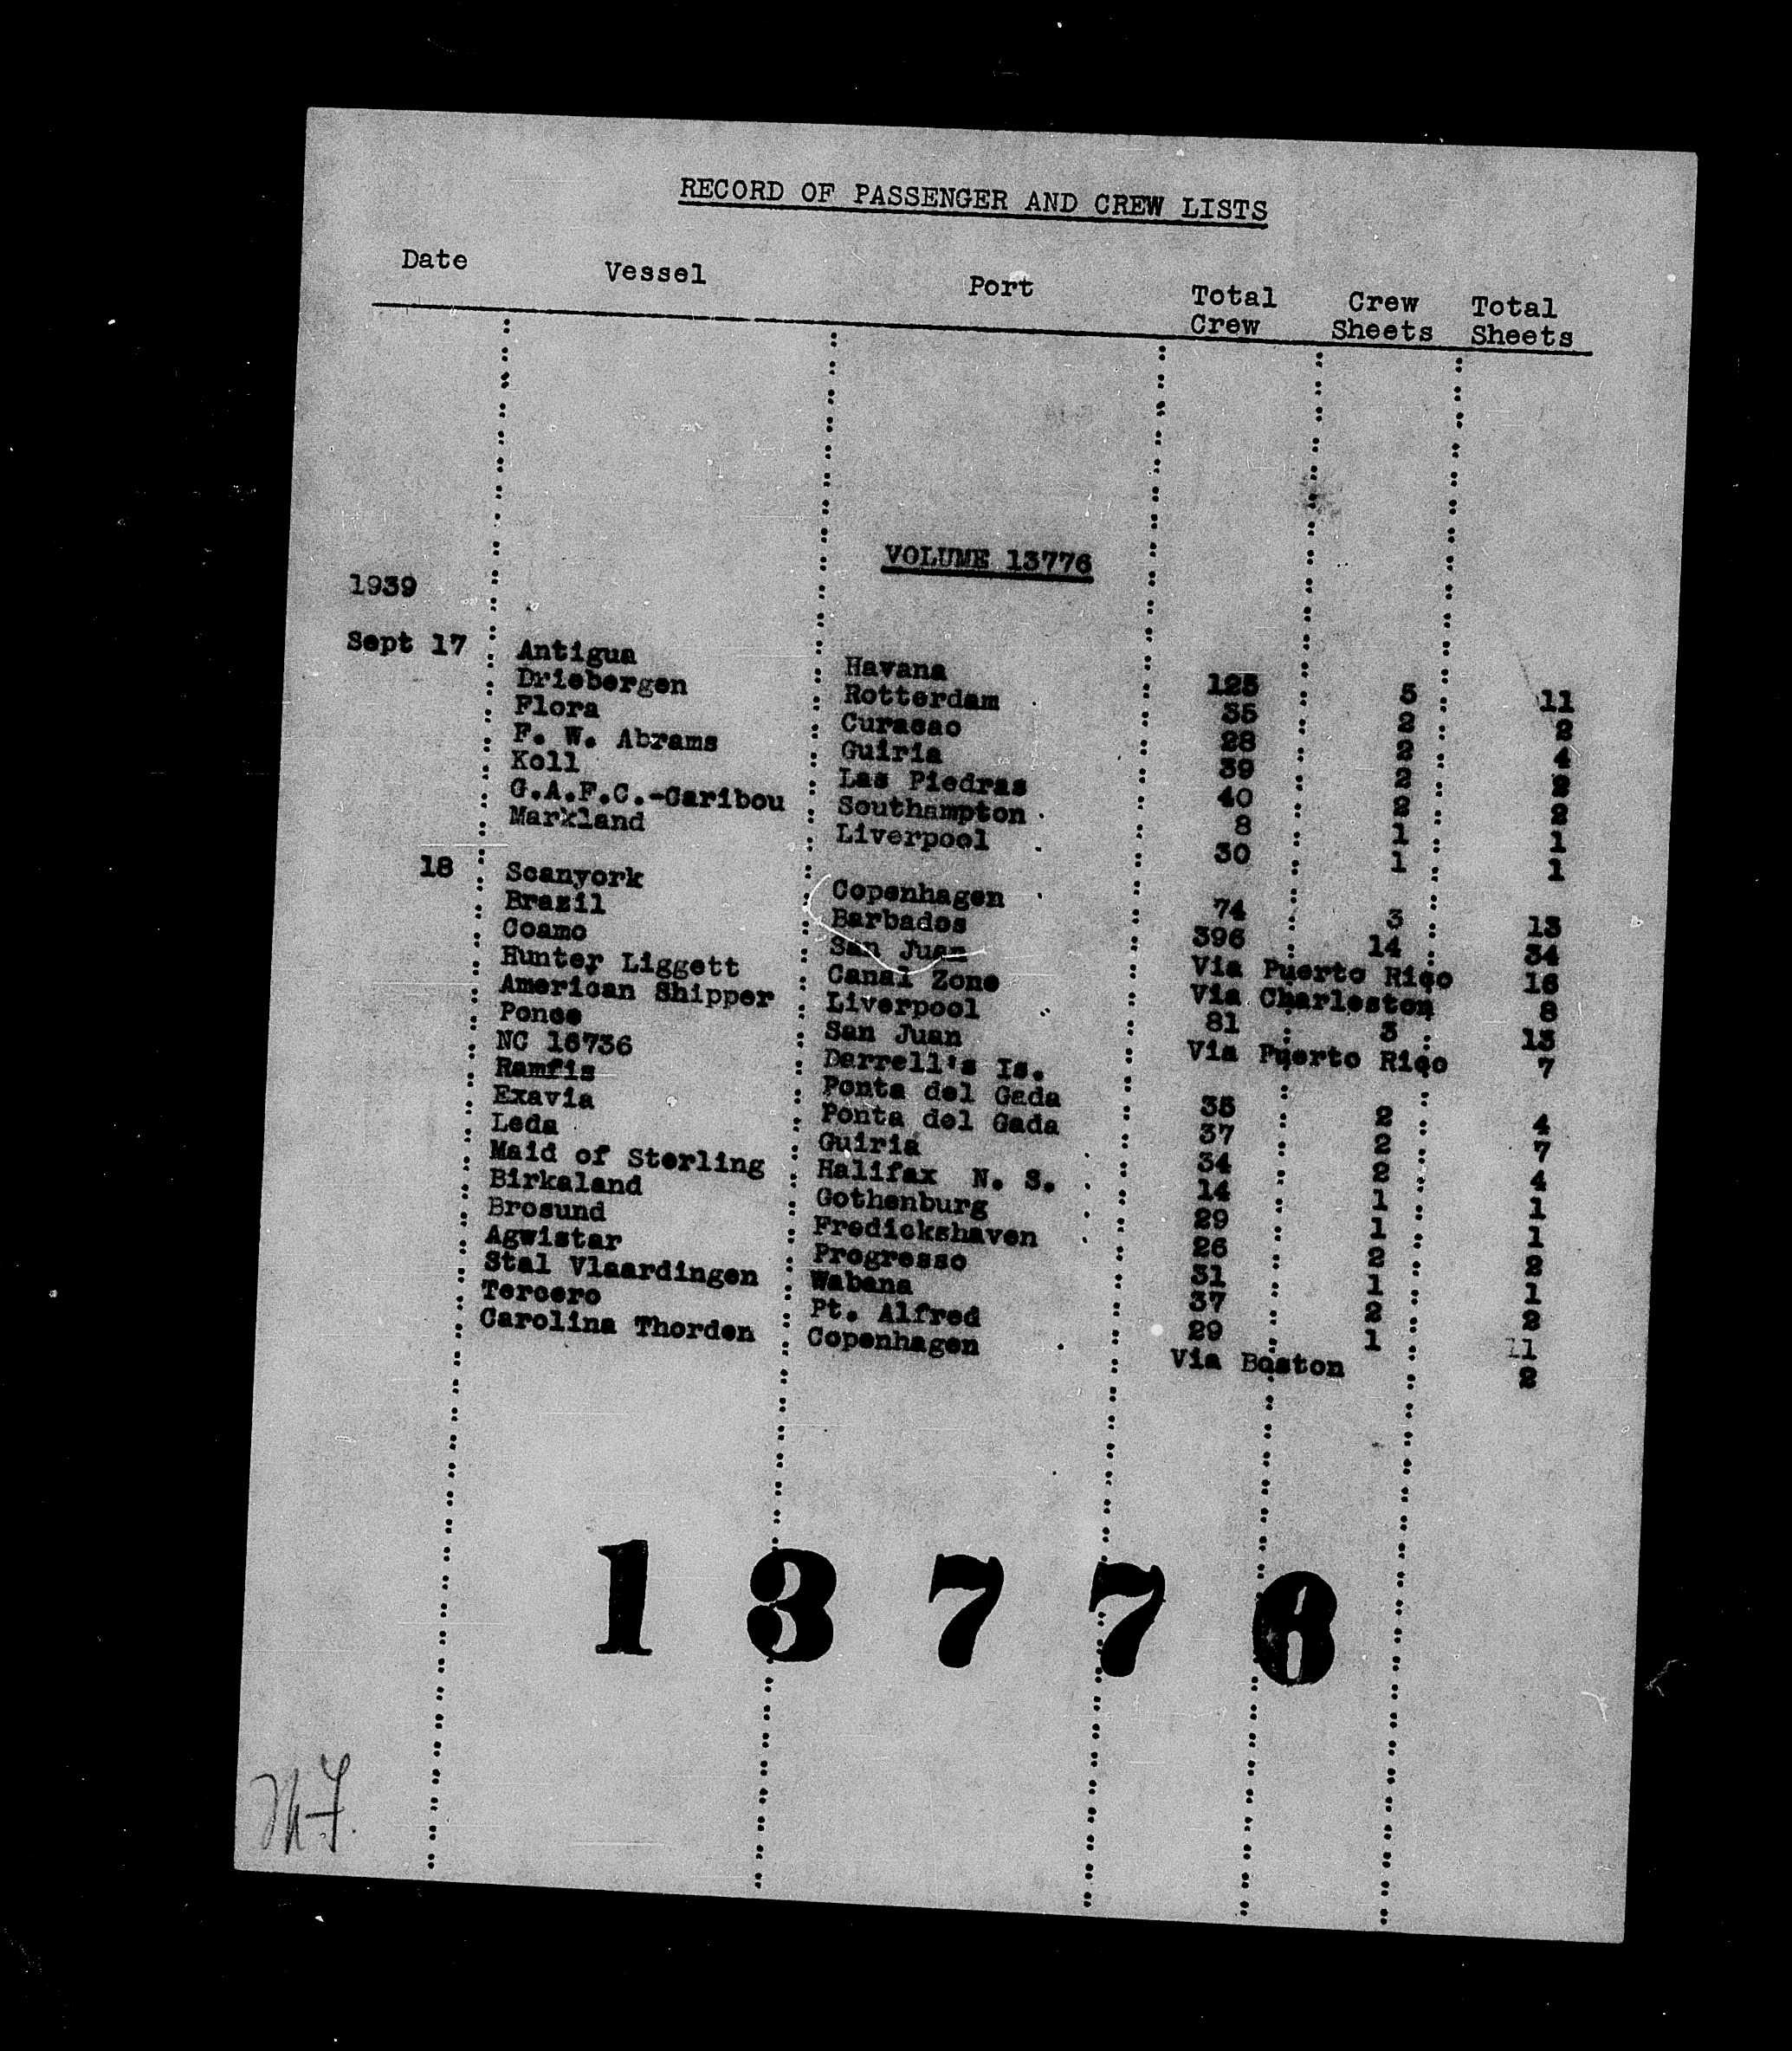 RECORD OF PASSENGER AND CREW LISTS
Date Vessel Port Total Crew Crew Sheets Total Sheets
VOLUME 13776
1939
Sept 17 Antigua Havana 125 5 11
Driebergen Rotterdam 35 2 2
Flora Curacao 28 2 4
F. W. Abrams Guiria 39 2 2
Koll Las Piedras 40 2 2
G.A.F.C.-Caribou Southampton 8 1 1
Markland Liverpool 30 1 1
18 Scanyork Copenhagen 74 3 13
Brazil Barbados 396 14 34
Coamo San Juan Via Puerto Rico 16
Hunter Liggett Canal Zone Via Charleston 8
American Shipper Liverpool 81 3 13
Ponce San Juan Via Puerto Rico 7
NC 18736 Darrell's Is.
Ramfis Ponta del Gada 35 2 4
Exavia Ponta del Gada 37 2 7
Leda Guiria 34 2 4
Maid of Sterling Halifax N. S. 14 1 1
Birkaland Gothenburg 29 1 1
Brosund Fredickshaven 26 2 2
Agwistar Progresso 31 1 1
Stal Vlaardingen Wabana 37 2 2
Tercero Pt. Alfred 29 1 11
Carolina Thorden Copenhagen Via Boston 2
13776